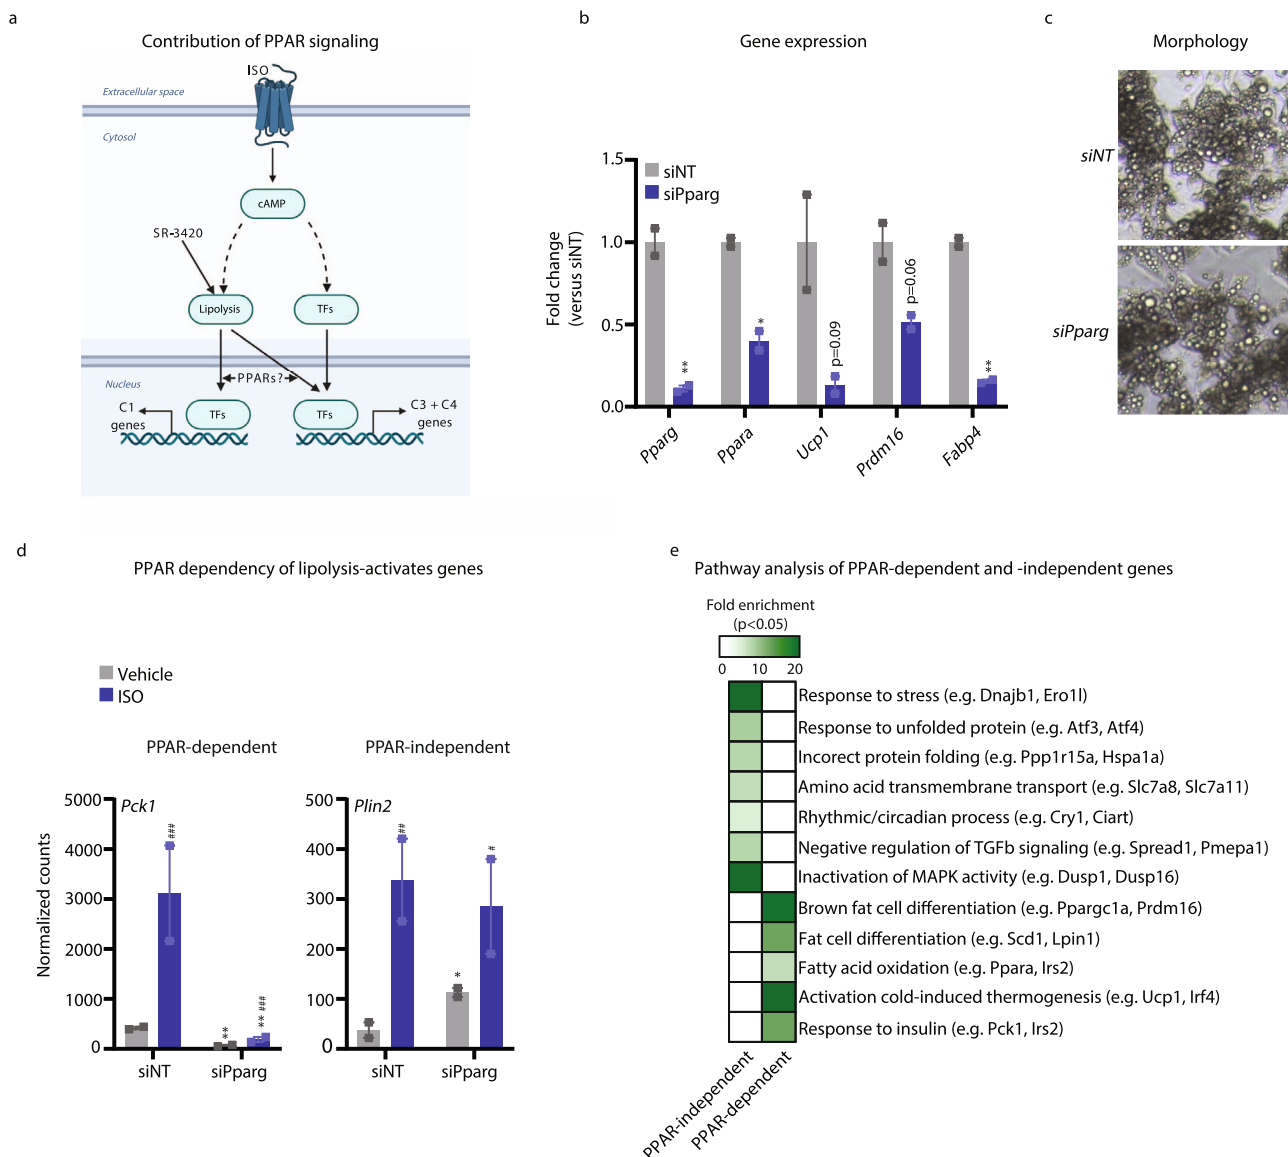 a
Contribution of PPAR signaling
ISO
Extracellular space
Cytosol
cAMP
SR-3420
Lipolysis
TFs
Nucleus
PPARs?
C1
genes
TFs
TFs
C3 + C4
genes
b
Gene expression
Fold change
(versus siNT)
1.5
1.0
0.5
0.0
siNT
siPparg
**
*
p=0.09
p=0.06
**
Pparg
Ppara
Ucp1
Prdm16
Fabp4
c
Morphology
siNT
siPparg
d
PPAR dependency of lipolysis-activates genes
Vehicle
ISO
PPAR-dependent
PPAR-independent
Normalized counts
5000
4000
3000
2000
1000
0
Pck1
###
**
** ###
siNT
siPparg
500
400
300
200
100
0
Plin2
##
*
#
siNT
siPparg
e
Pathway analysis of PPAR-dependent and -independent genes
Fold enrichment
(p<0.05)
0 10 20
Response to stress (e.g. Dnajb1, Ero1l)
Response to unfolded protein (e.g. Atf3, Atf4)
Incorect protein folding (e.g. Ppp1r15a, Hspa1a)
Amino acid transmembrane transport (e.g. Slc7a8, Slc7a11)
Rhythmic/circadian process (e.g. Cry1, Ciart)
Negative regulation of TGFb signaling (e.g. Spread1, Pmepa1)
Inactivation of MAPK activity (e.g. Dusp1, Dusp16)
Brown fat cell differentiation (e.g. Ppargc1a, Prdm16)
Fat cell differentiation (e.g. Scd1, Lpin1)
Fatty acid oxidation (e.g. Ppara, Irs2)
Activation cold-induced thermogenesis (e.g. Ucp1, Irf4)
Response to insulin (e.g. Pck1, Irs2)
PPAR-independent
PPAR-dependent